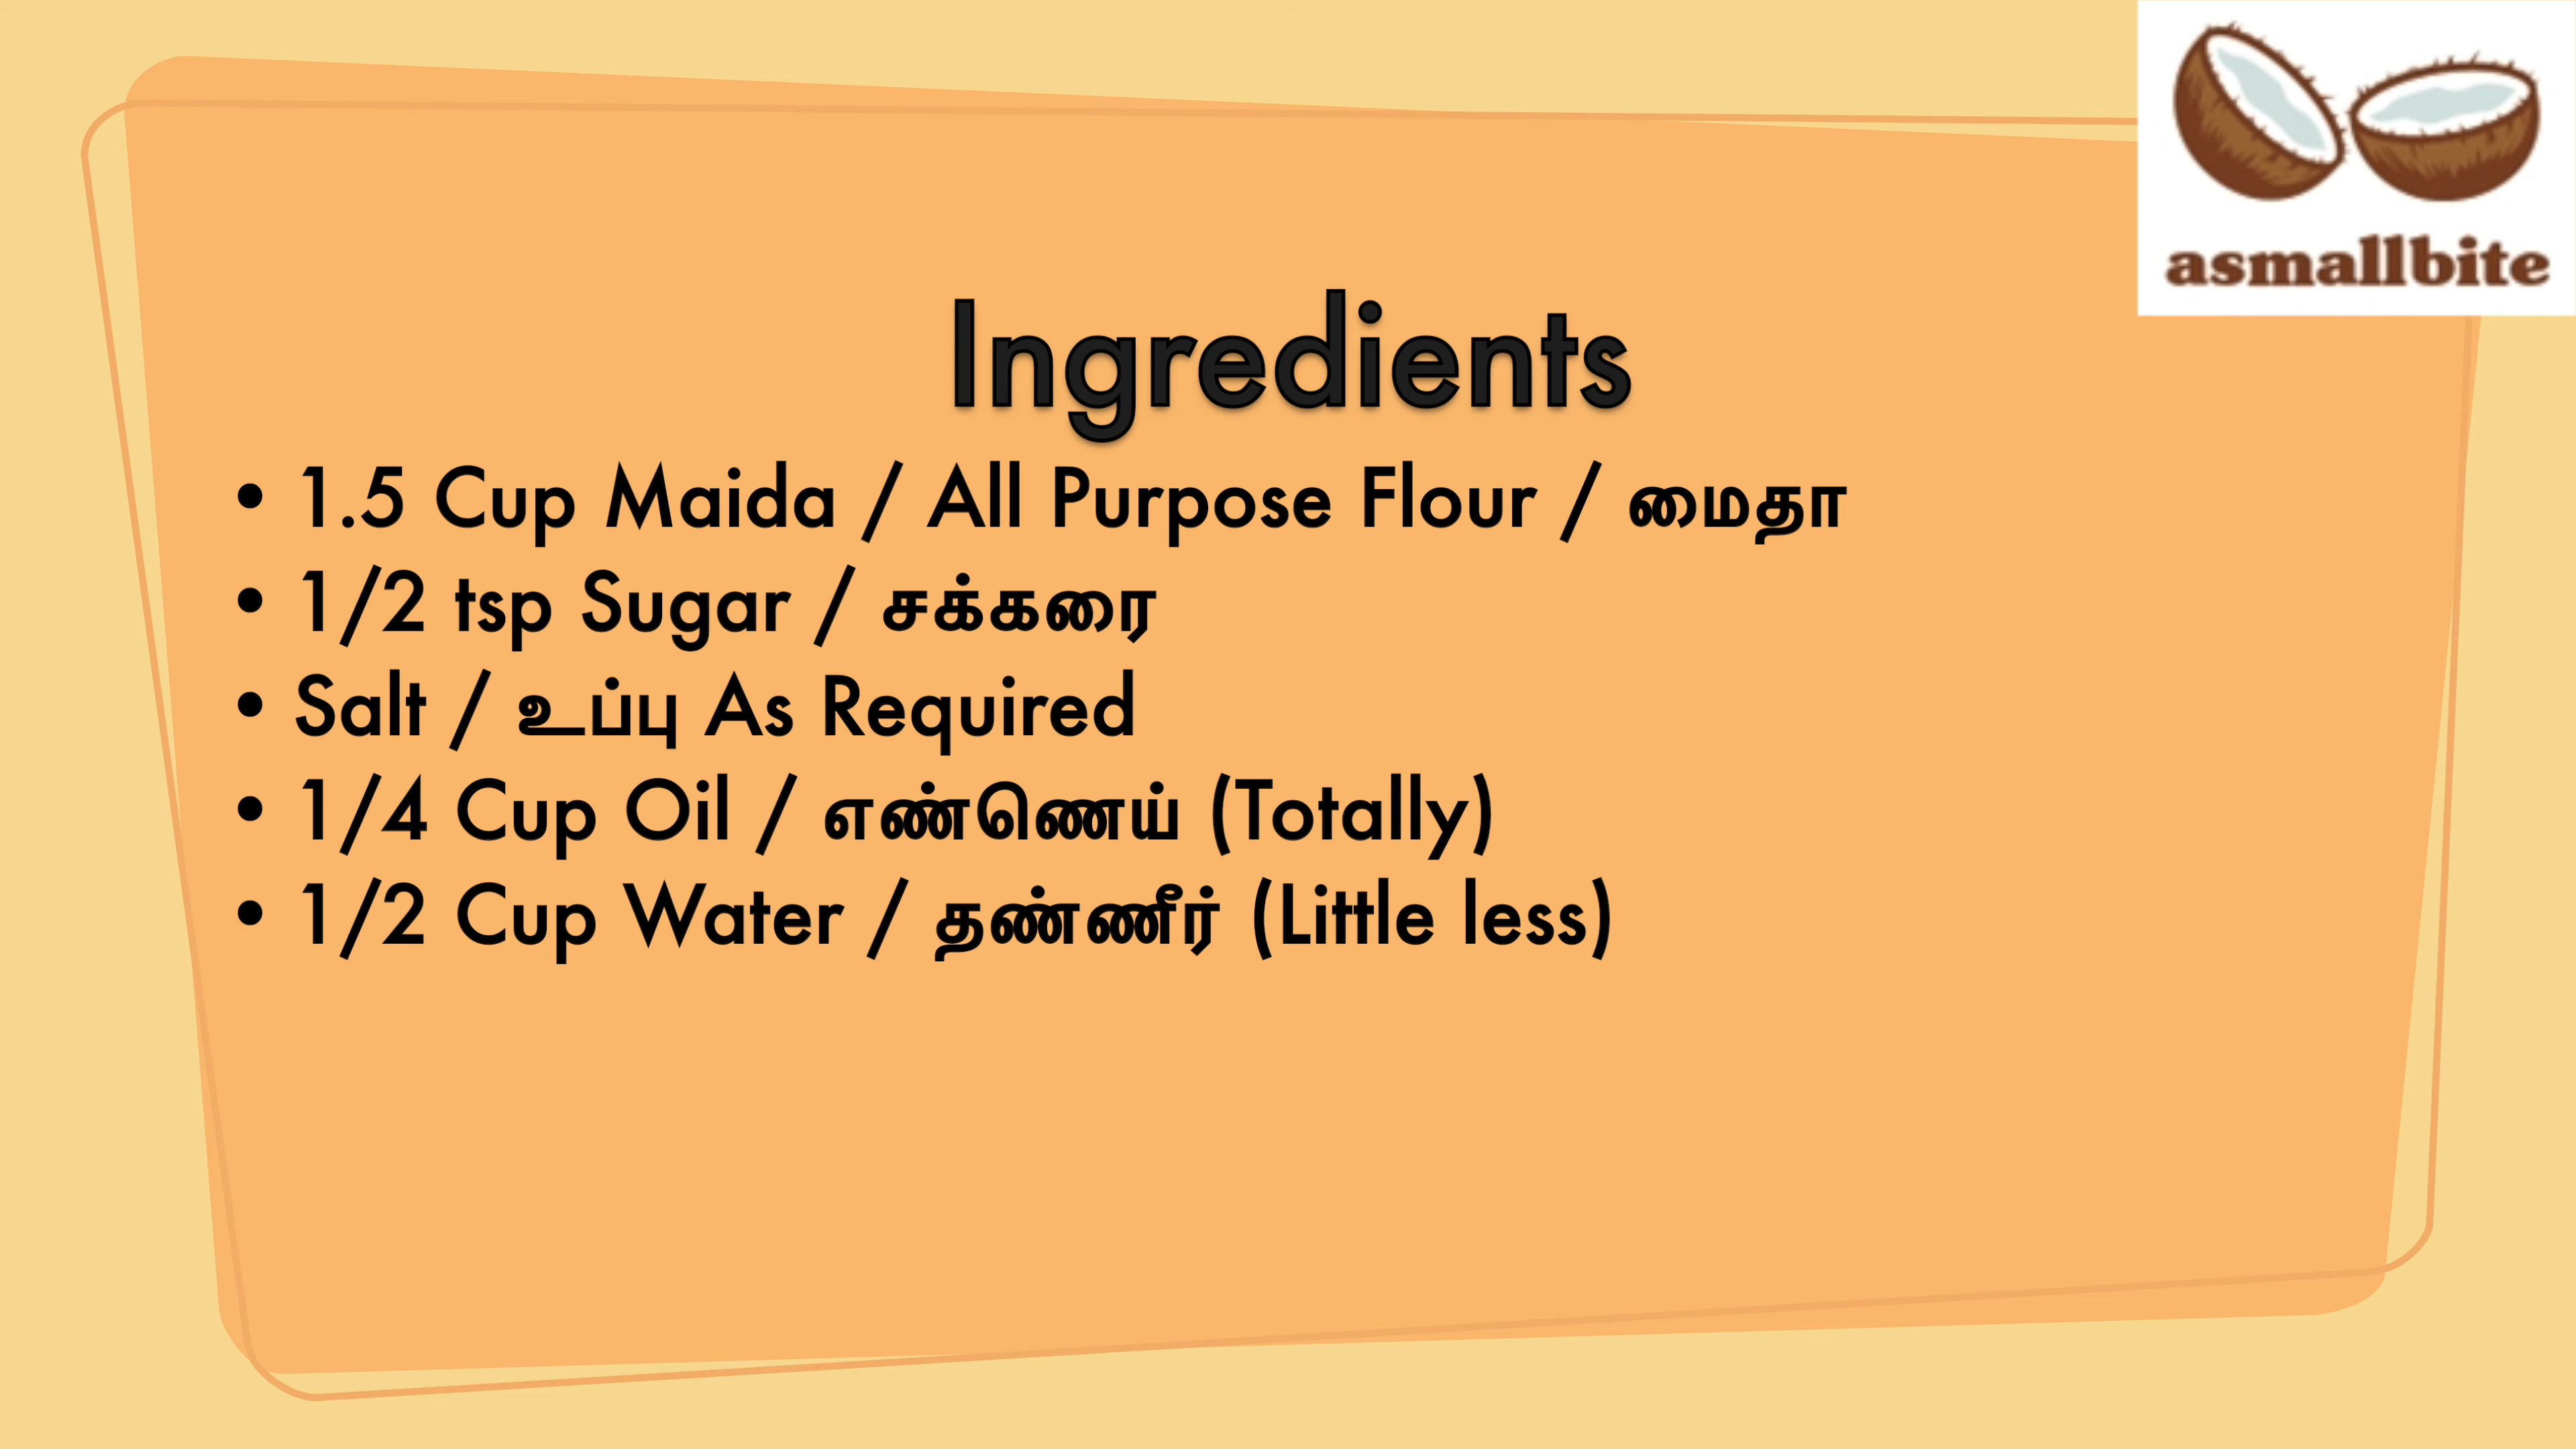 asmallbite
Ingredients
• 1.5 Cup Maida / All Purpose Flour / மைதா
• 1/2 tsp Sugar / சக்கரை
• Salt / உப்பு As Required
• 1/4 Cup Oil / எண்ணெய் (Totally)
• 1/2 Cup Water / தண்ணீர் (Little less)